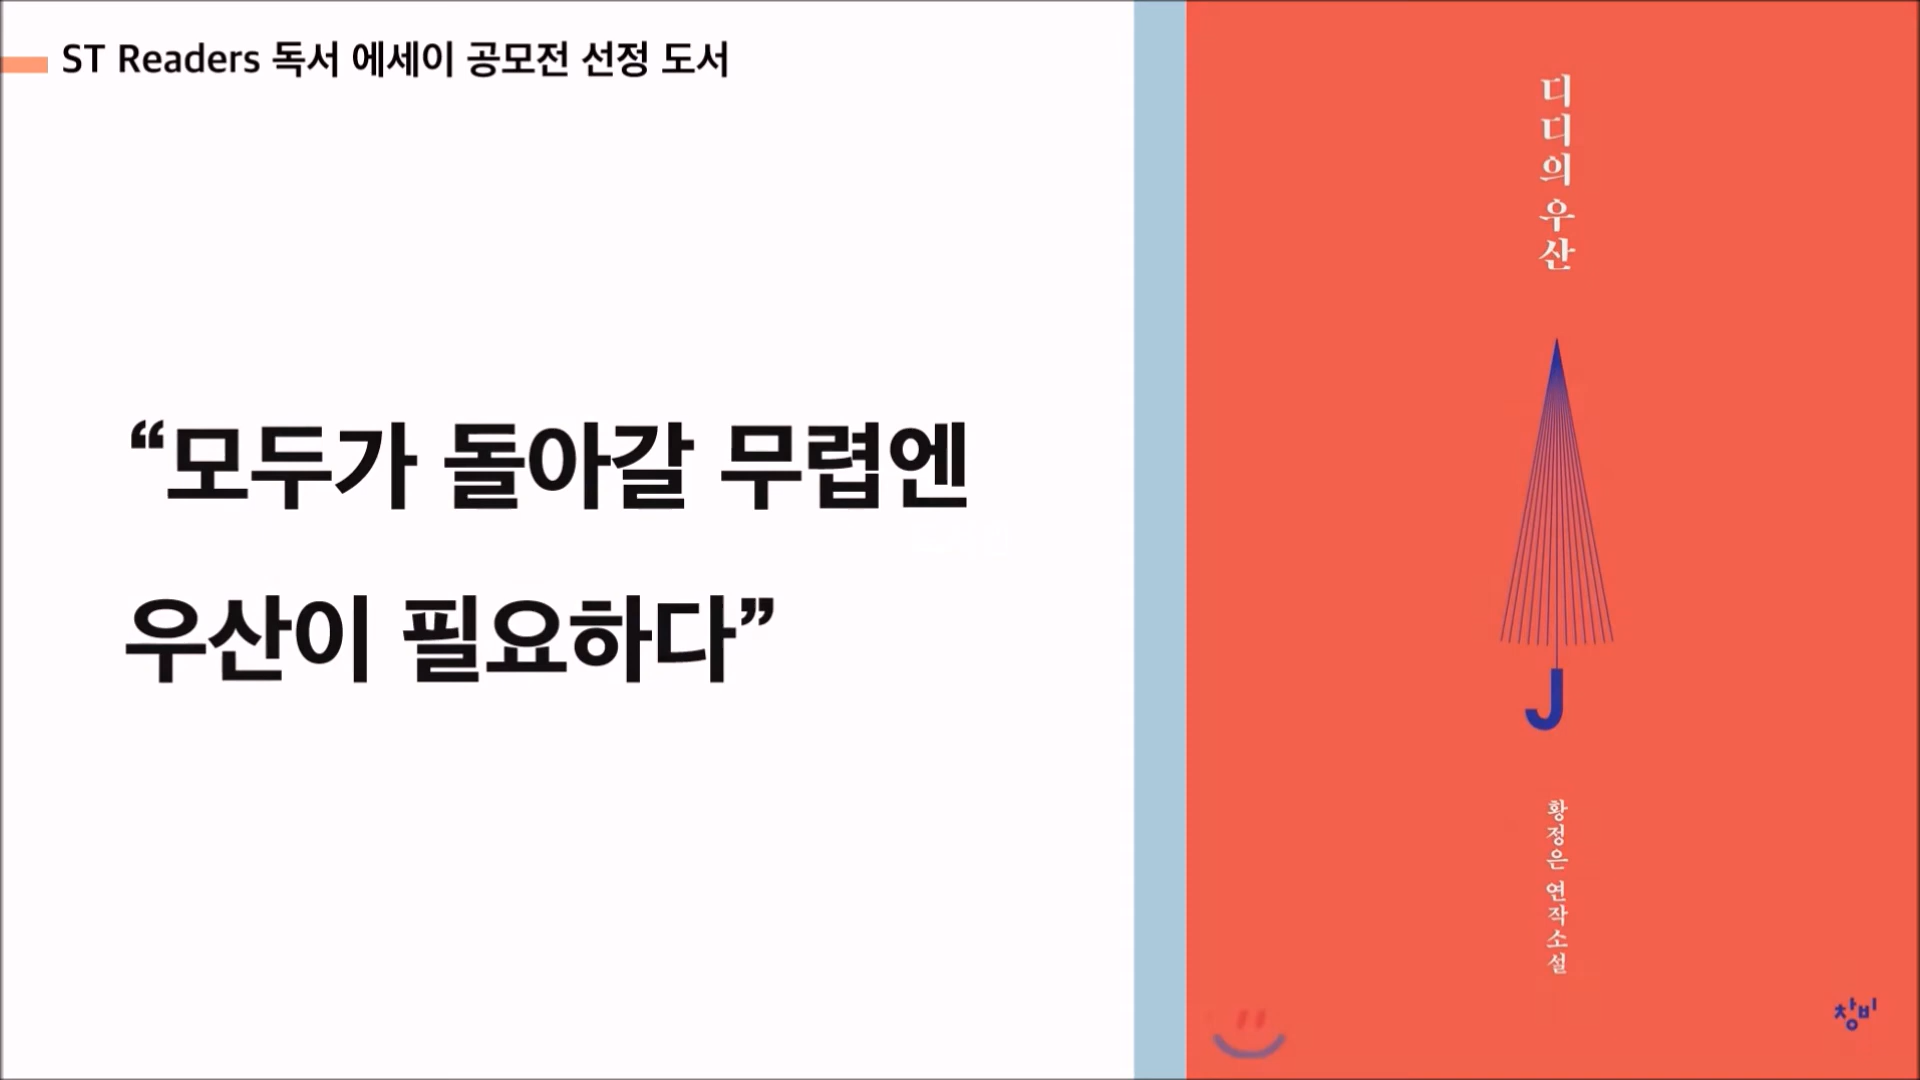 ST Readers 독서 에세이 공모전 선정 도서
“모두가 돌아갈 무렵엔
우산이 필요하다”
디디의 우산
황정은 연작소설
창비